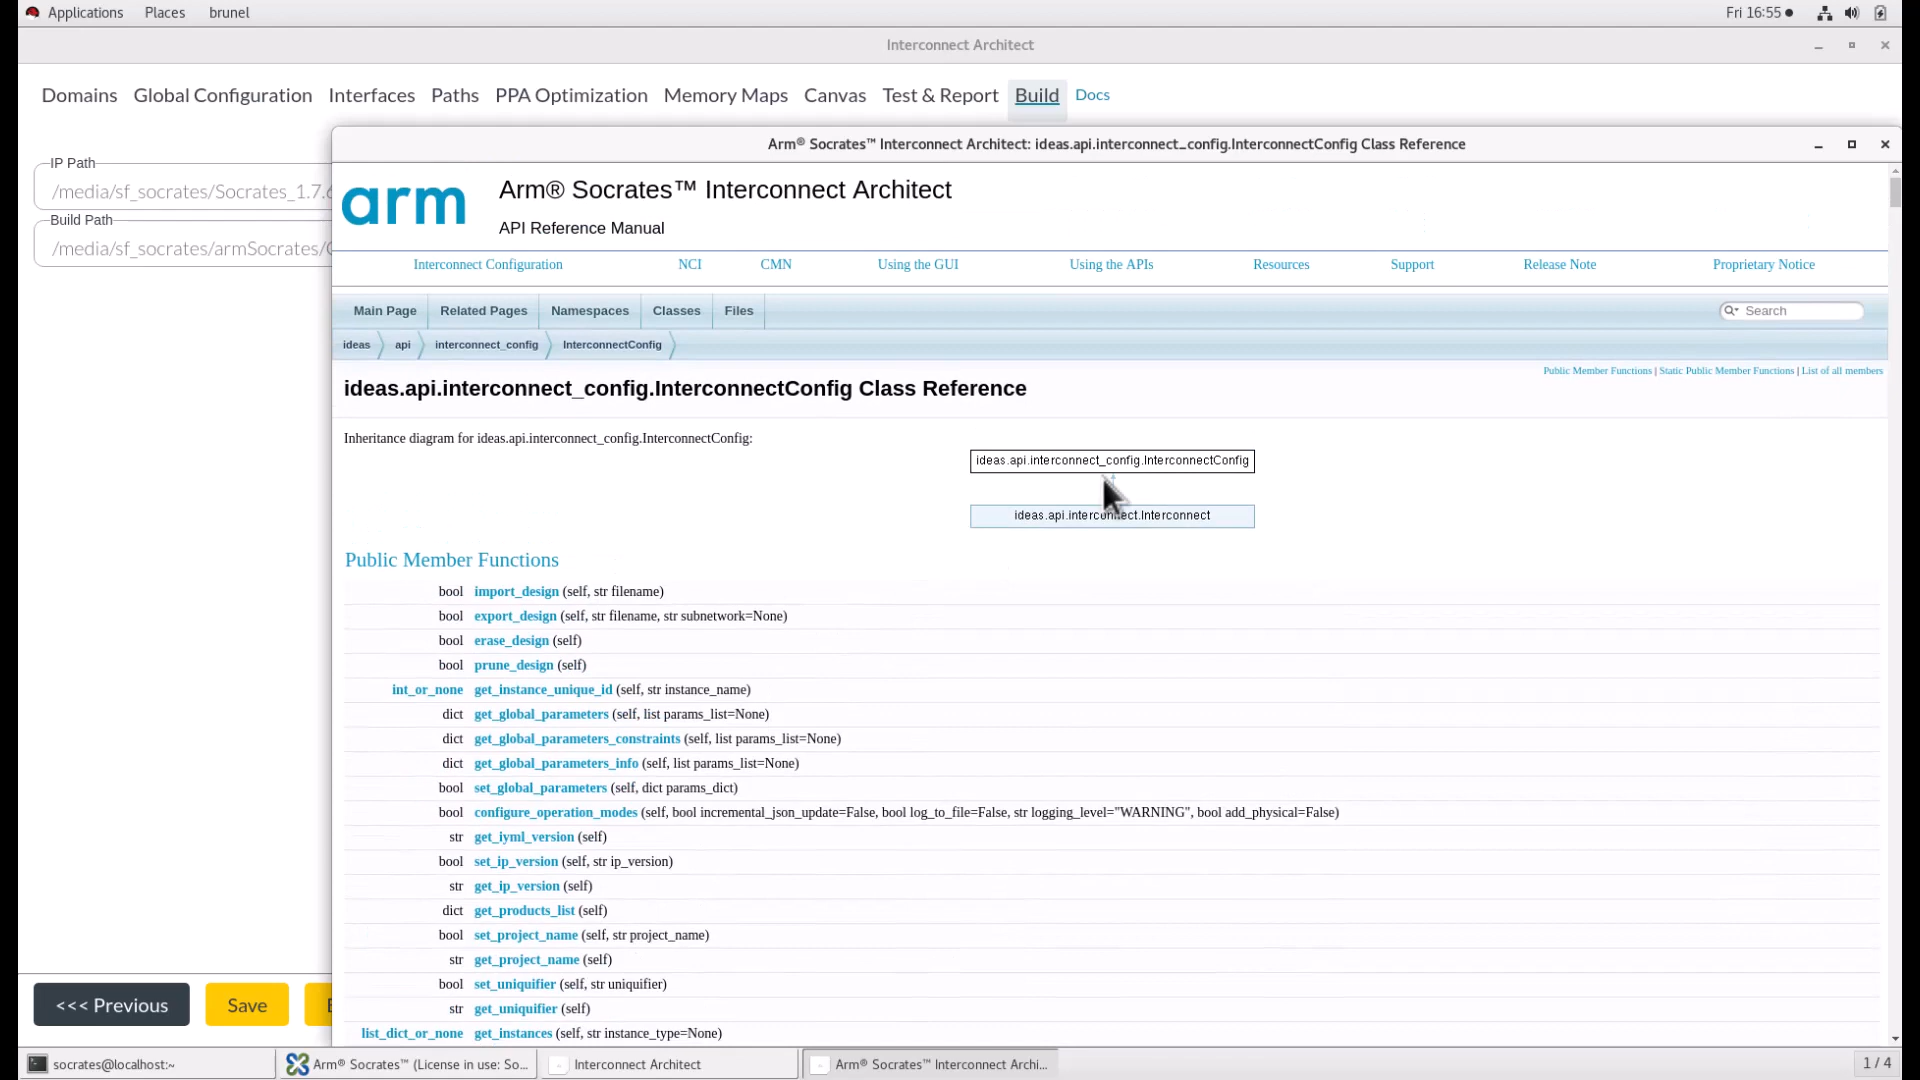 Applications Places brunel Fri 16:55
Interconnect Architect
Domains Global Configuration Interfaces Paths PPA Optimization Memory Maps Canvas Test & Report Build Docs
Arm® Socrates™ Interconnect Architect: ideas.api.interconnect_config.InterconnectConfig Class Reference
IP Path
/media/sf_socrates/Socrates_1.7.
Build Path
/media/sf_socrates/armSocrates/
arm
Arm® Socrates™ Interconnect Architect
API Reference Manual
Interconnect Configuration NCI CMN Using the GUI Using the APIs Resources Support Release Note Proprietary Notice
Main Page Related Pages Namespaces Classes Files Search
ideas api interconnect_config InterconnectConfig
Public Member Functions | Static Public Member Functions | List of all members
ideas.api.interconnect_config.InterconnectConfig Class Reference
Inheritance diagram for ideas.api.interconnect_config.InterconnectConfig:
ideas.api.interconnect_config.InterconnectConfig
ideas.api.interconnect.Interconnect
Public Member Functions
bool import_design (self, str filename)
bool export_design (self, str filename, str subnetwork=None)
bool erase_design (self)
bool prune_design (self)
int_or_none get_instance_unique_id (self, str instance_name)
dict get_global_parameters (self, list params_list=None)
dict get_global_parameters_constraints (self, list params_list=None)
dict get_global_parameters_info (self, list params_list=None)
bool set_global_parameters (self, dict params_dict)
bool configure_operation_modes (self, bool incremental_json_update=False, bool log_to_file=False, str logging_level="WARNING", bool add_physical=False)
str get_iyml_version (self)
bool set_ip_version (self, str ip_version)
str get_ip_version (self)
dict get_products_list (self)
bool set_project_name (self, str project_name)
str get_project_name (self)
bool set_uniquifier (self, str uniquifier)
str get_uniquifier (self)
list_dict_or_none get_instances (self, str instance_type=None)
<<< Previous Save
socrates@localhost:~ Arm® Socrates™ (License in use: So... Interconnect Architect Arm® Socrates™ Interconnect Archi... 1 / 4